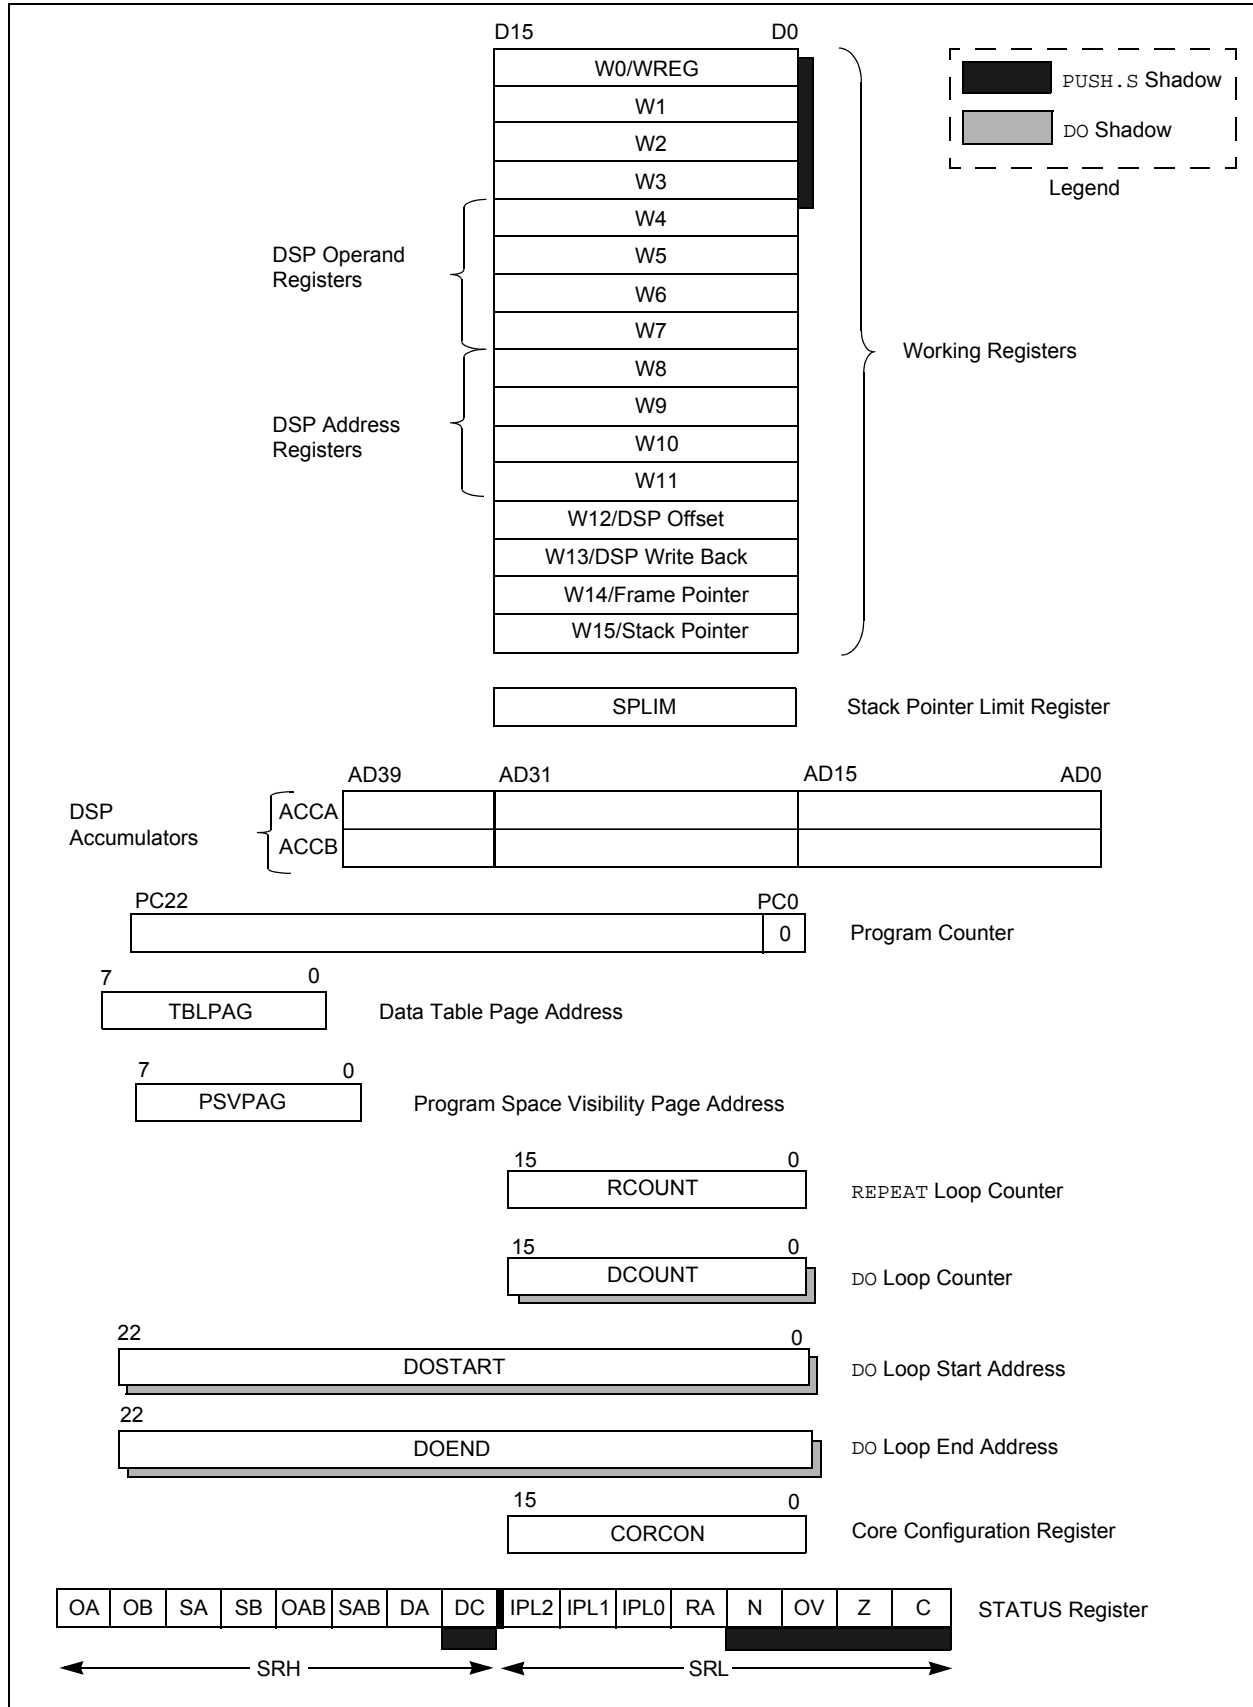 D15 D0
W0/WREG
W1
W2
W3
W4
W5
W6
W7
W8
W9
W10
W11
W12/DSP Offset
W13/DSP Write Back
W14/Frame Pointer
W15/Stack Pointer
PUSH.S Shadow
DO Shadow
Legend
DSP Operand
Registers
DSP Address
Registers
Working Registers
SPLIM Stack Pointer Limit Register
AD39 AD31 AD15 AD0
DSP
Accumulators
ACCA
ACCB
PC22 PC0
0 Program Counter
7 0
TBLPAG Data Table Page Address
7 0
PSVPAG Program Space Visibility Page Address
15 0
RCOUNT REPEAT Loop Counter
15 0
DCOUNT DO Loop Counter
22 0
DOSTART DO Loop Start Address
22
DOEND DO Loop End Address
15 0
CORCON Core Configuration Register
OA OB SA SB OAB SAB DA DC IPL2 IPL1 IPL0 RA N OV Z C STATUS Register
SRH SRL